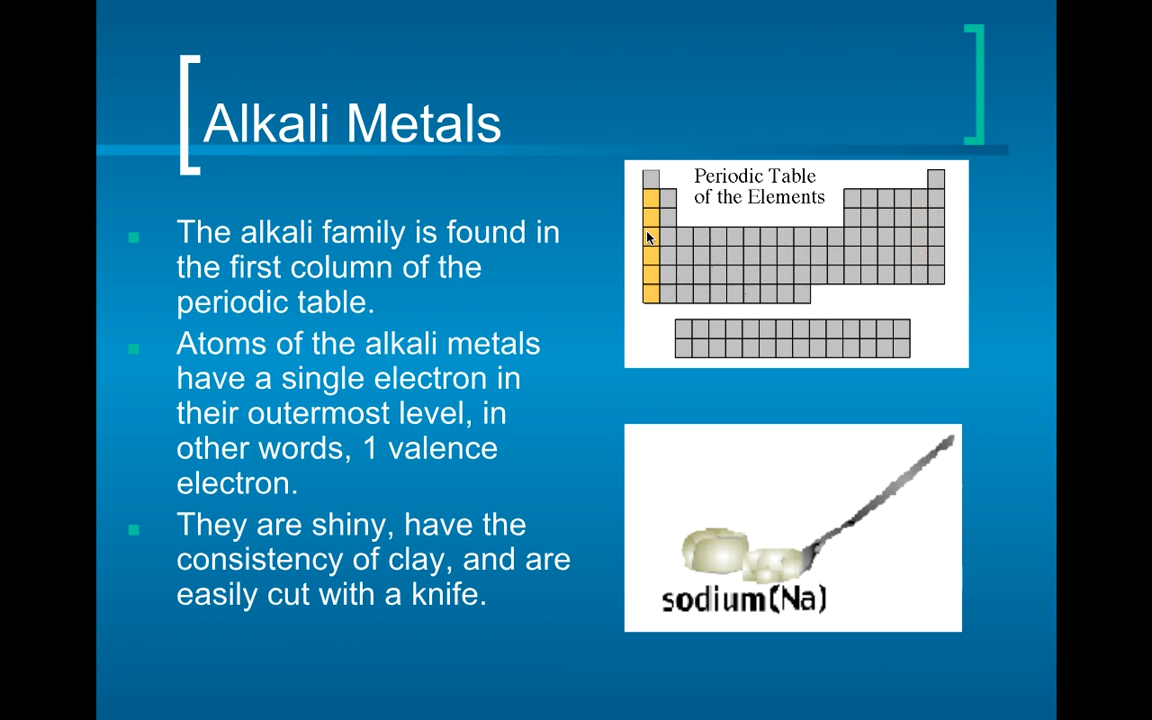 Alkali Metals
The alkali family is found in
the first column of the
periodic table.
Atoms of the alkali metals
have a single electron in
their outermost level, in
other words, 1 valence
electron.
They are shiny, have the
consistency of clay, and are
easily cut with a knife.
Periodic Table
of the Elements
sodium(Na)